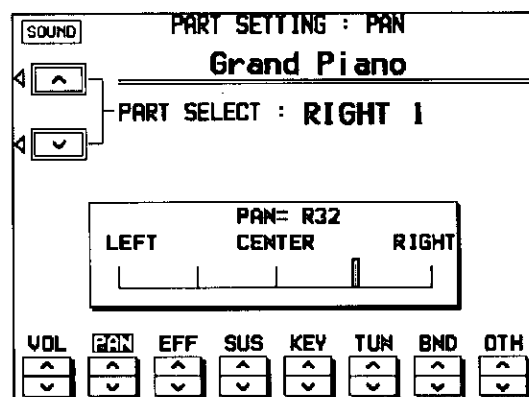 SOUND
PART SETTING : PAN
Grand Piano
PART SELECT : RIGHT 1
PAN= R32
LEFT CENTER RIGHT
VOL PAN EFF SUS KEY TUN BND OTH